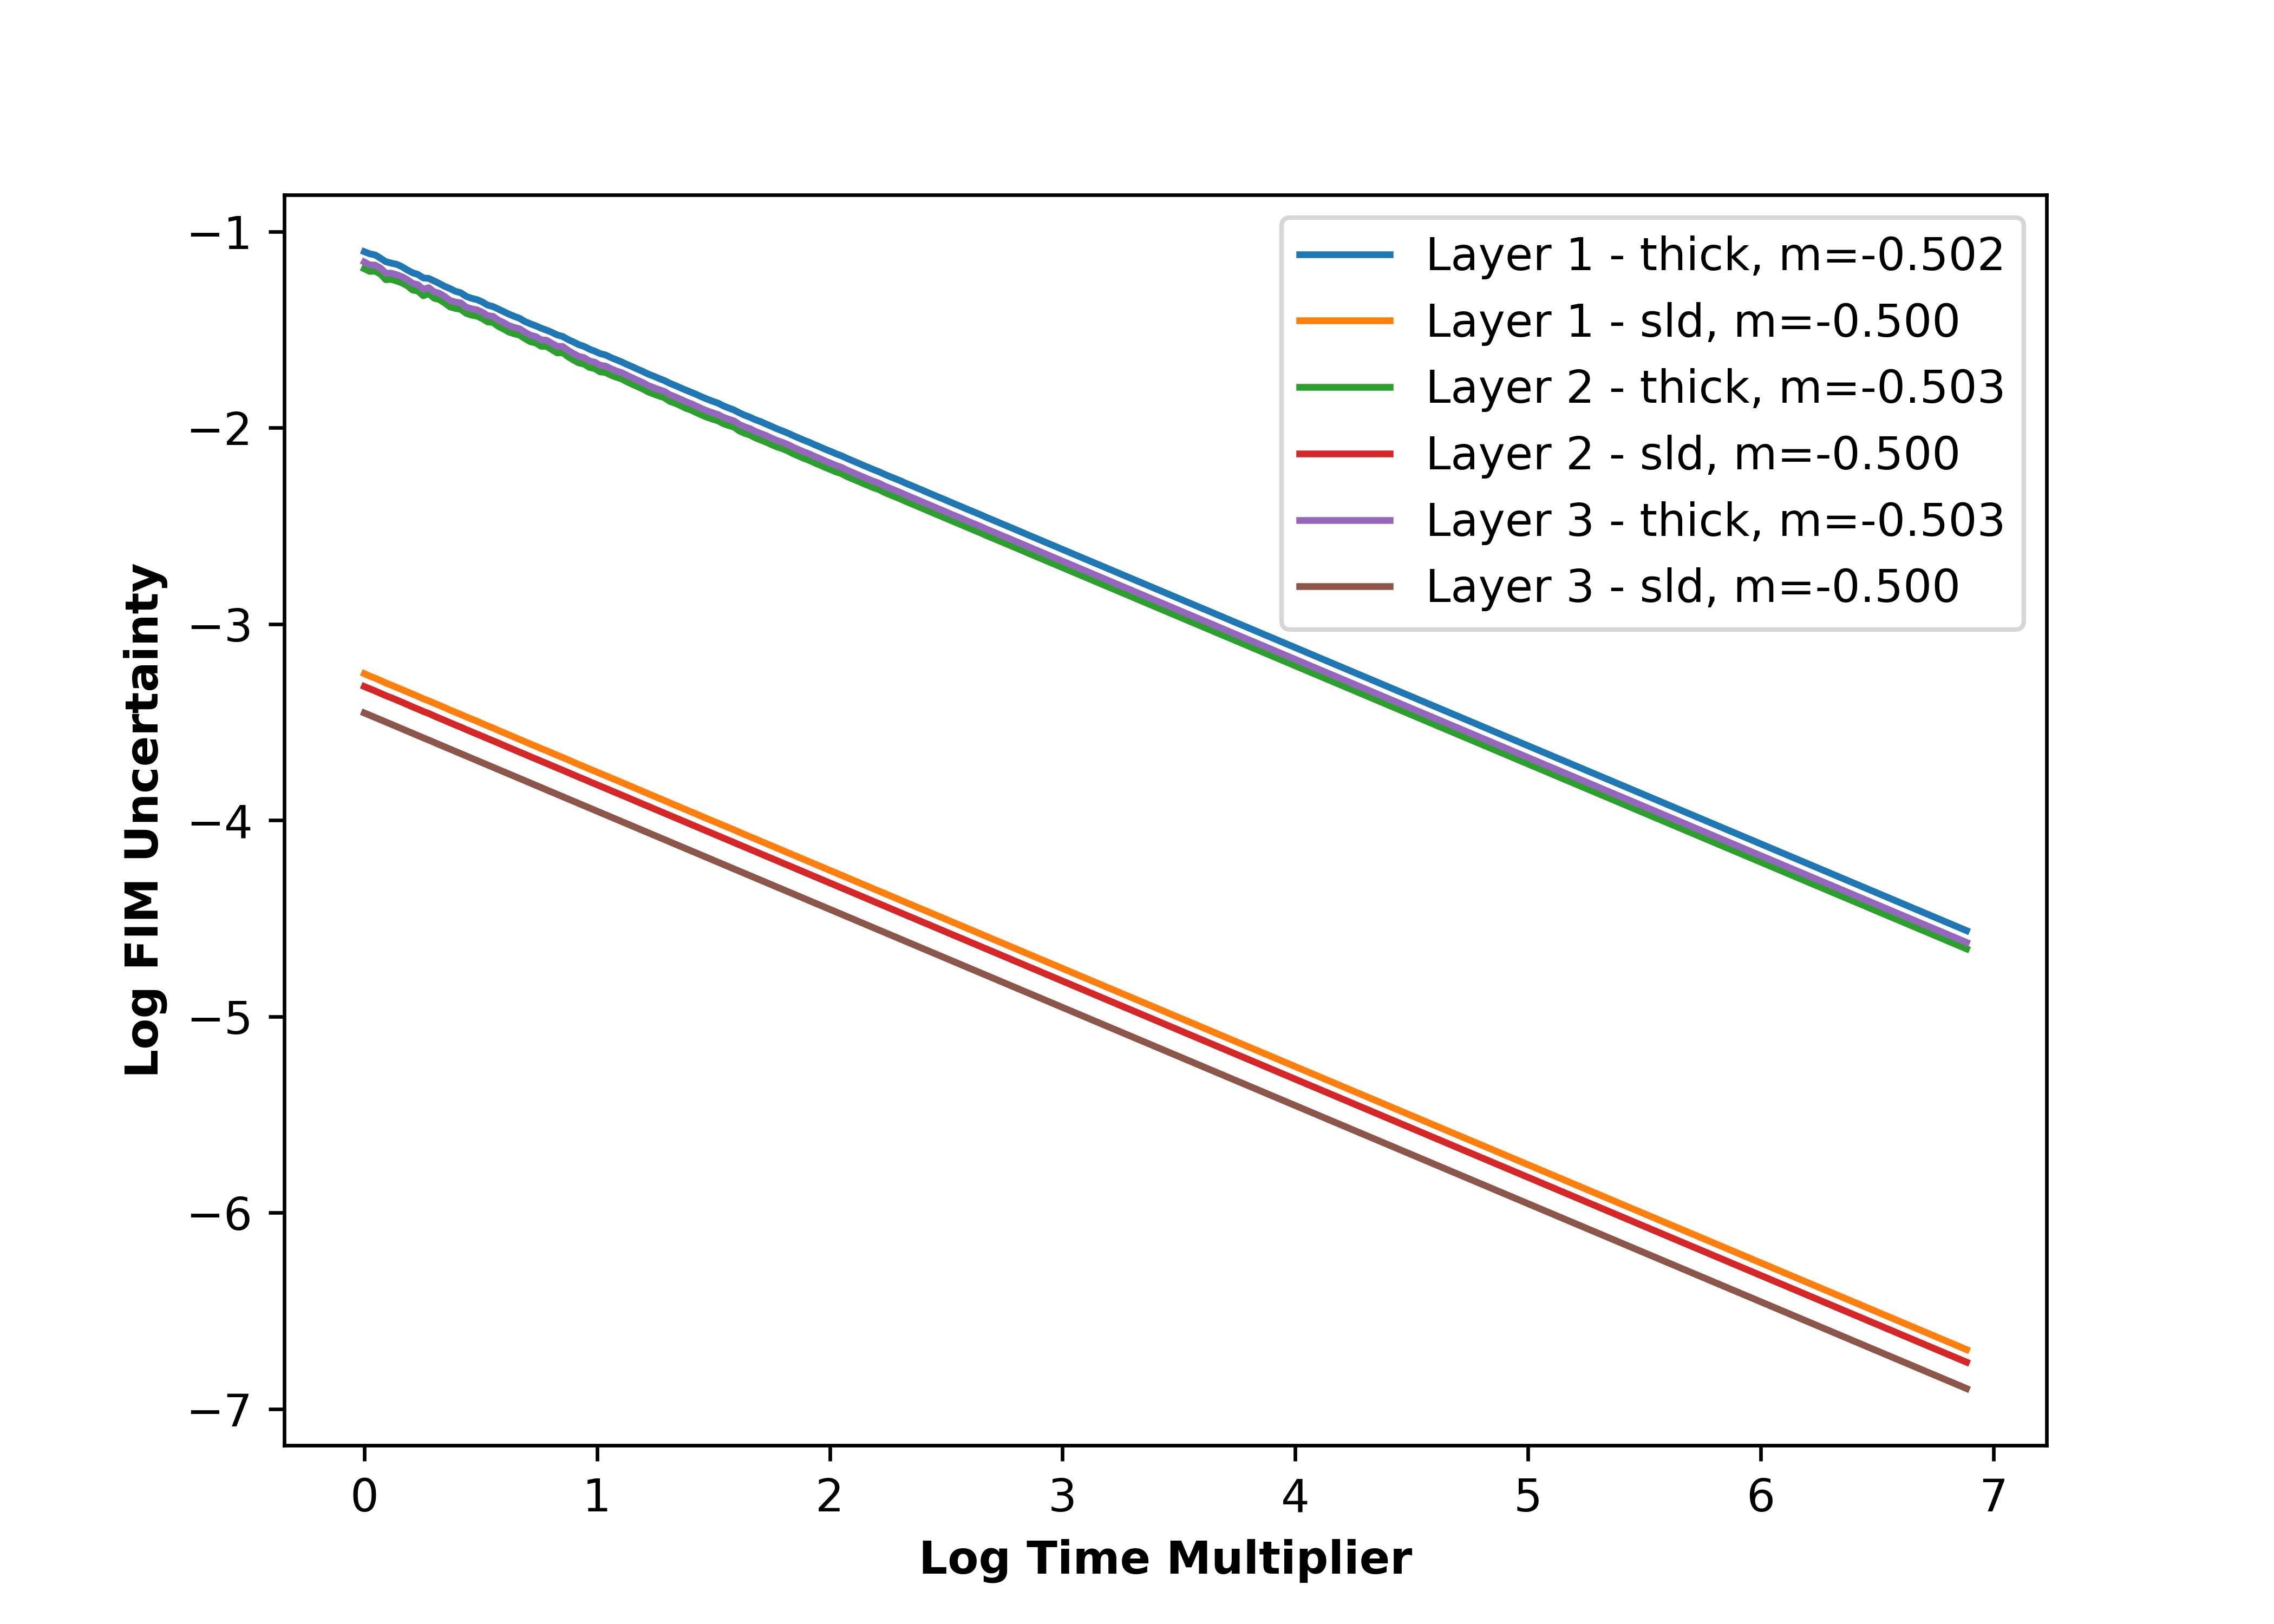 −1
−2
−3
−4
−5
−6
−7
Log FIM Uncertainty
Layer 1 - thick, m=-0.502
Layer 1 - sld, m=-0.500
Layer 2 - thick, m=-0.503
Layer 2 - sld, m=-0.500
Layer 3 - thick, m=-0.503
Layer 3 - sld, m=-0.500
0 1 2 3 4 5 6 7
Log Time Multiplier